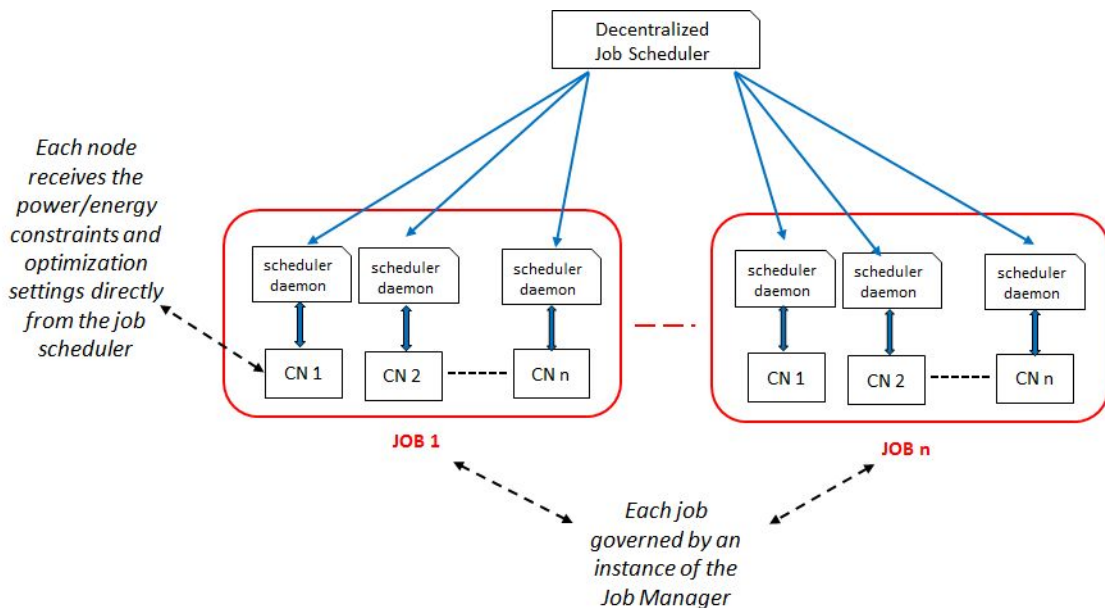 Decentralized
Job Scheduler
Each node
receives the
power/energy
constraints and
optimization
settings directly
from the job
scheduler
scheduler
daemon
scheduler
daemon
scheduler
daemon
scheduler
daemon
scheduler
daemon
scheduler
daemon
CN 1
CN 2
CN n
CN 1
CN 2
CN n
JOB 1
JOB n
Each job
governed by an
instance of the
Job Manager